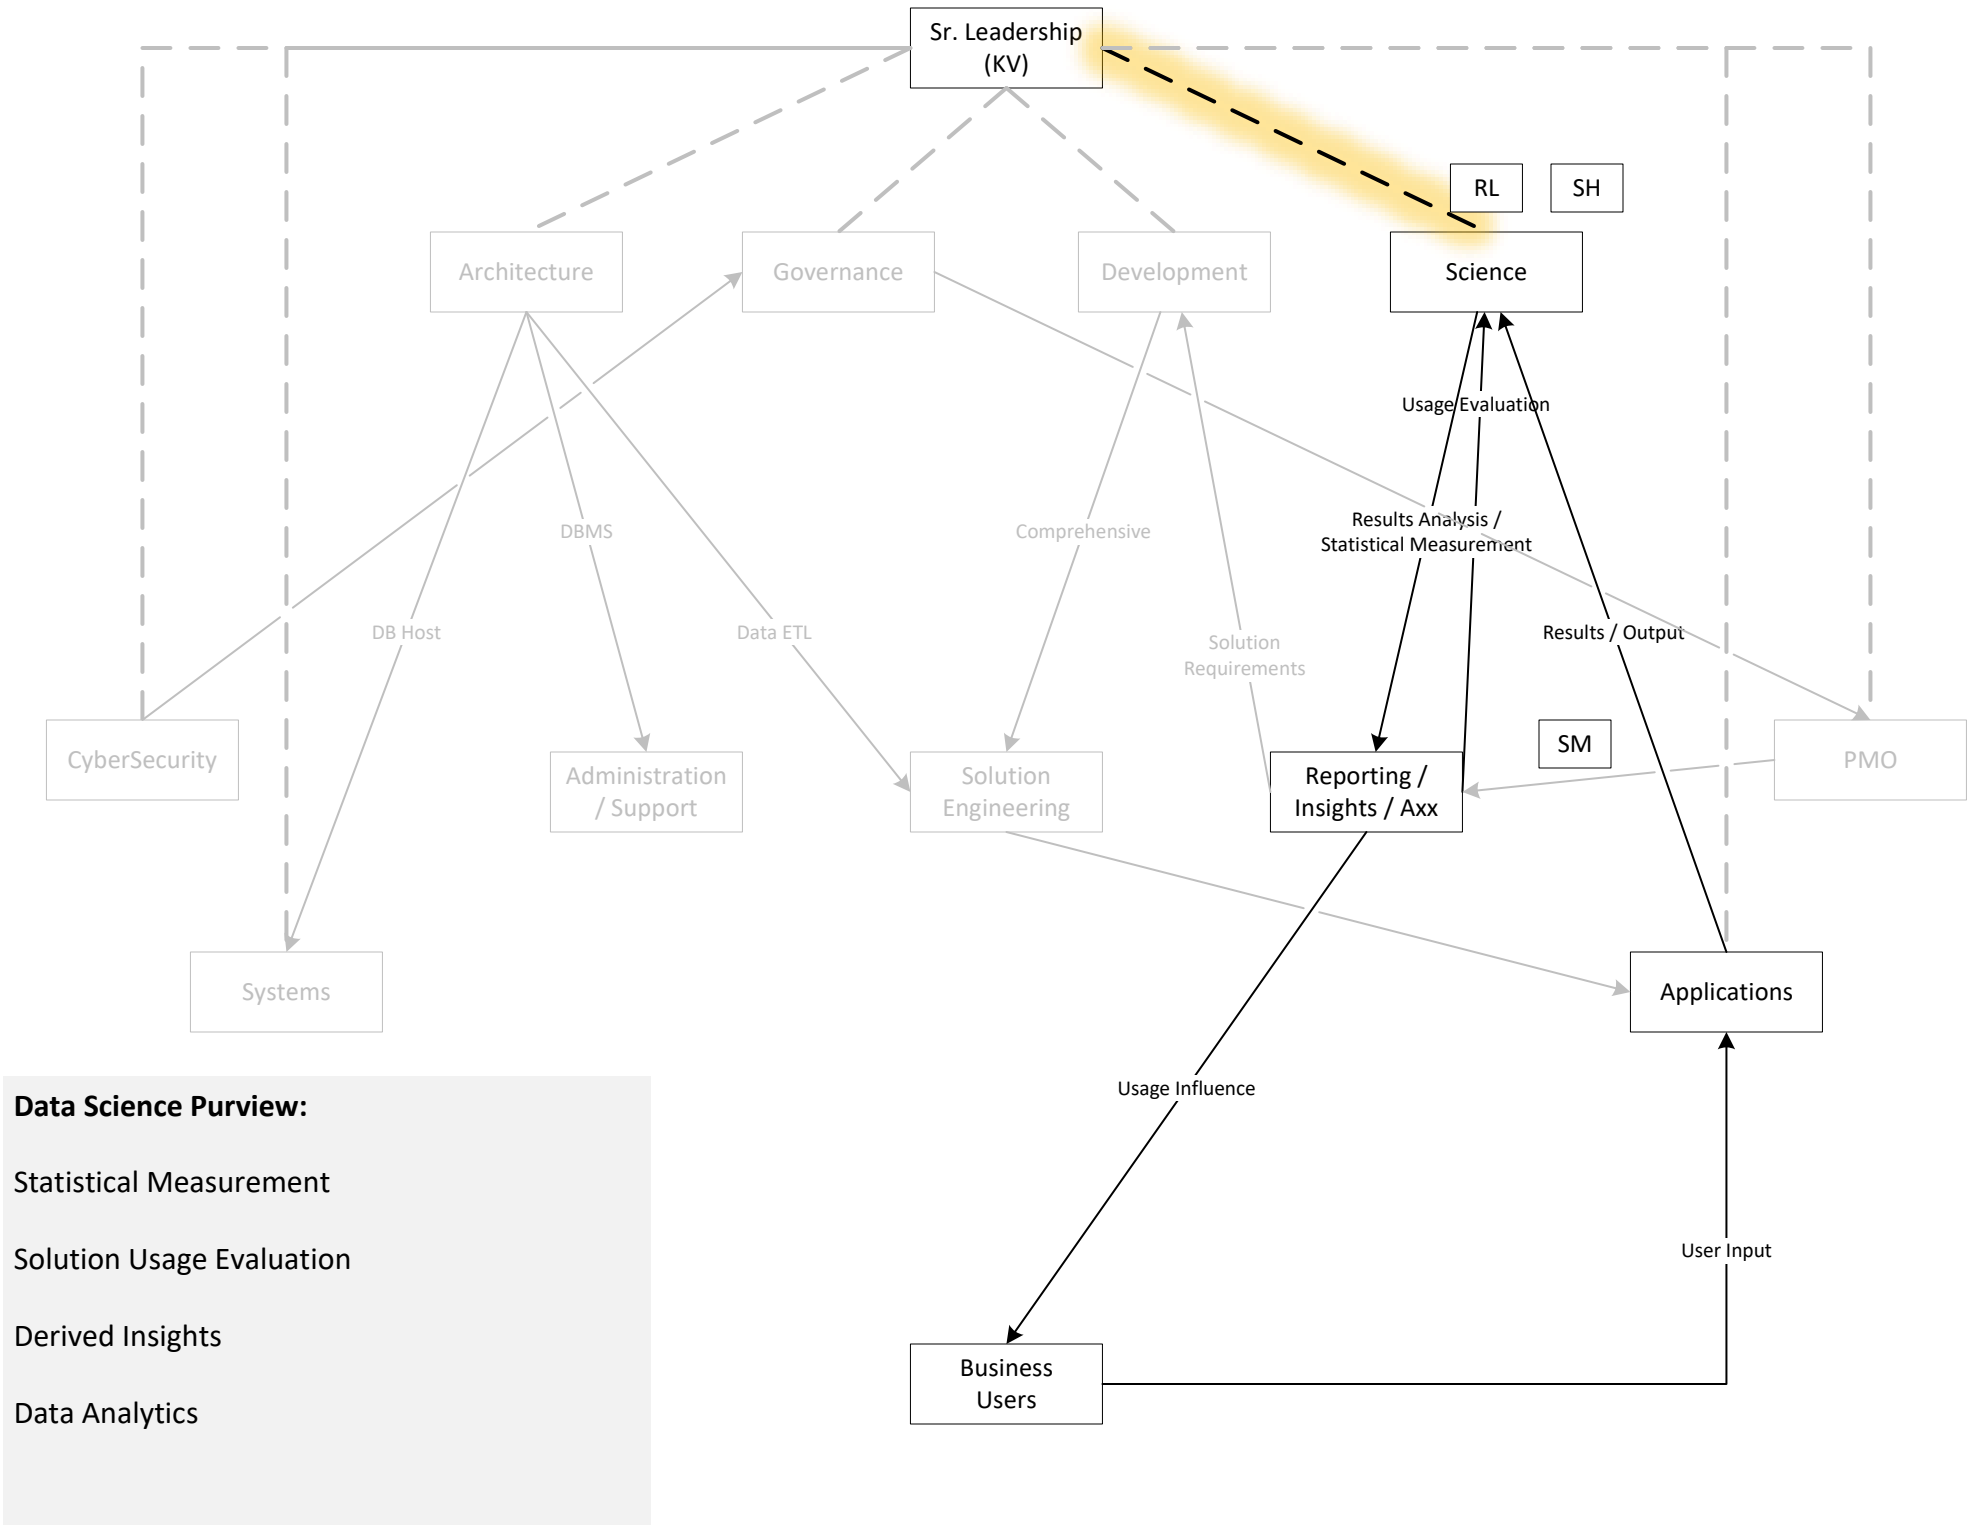 Sr. Leadership
(KV)
RL
SH
Architecture
Governance
Development
Science
Usage Evaluation
DBMS
Comprehensive
Results Analysis /
Statistical Measurement
DB Host
Data ETL
Solution
Requirements
Results / Output
CyberSecurity
Administration
/ Support
Solution
Engineering
Reporting /
Insights / Axx
SM
PMO
Systems
Applications
Usage Influence
User Input
Business
Users
Data Science Purview:
Statistical Measurement
Solution Usage Evaluation
Derived Insights
Data Analytics